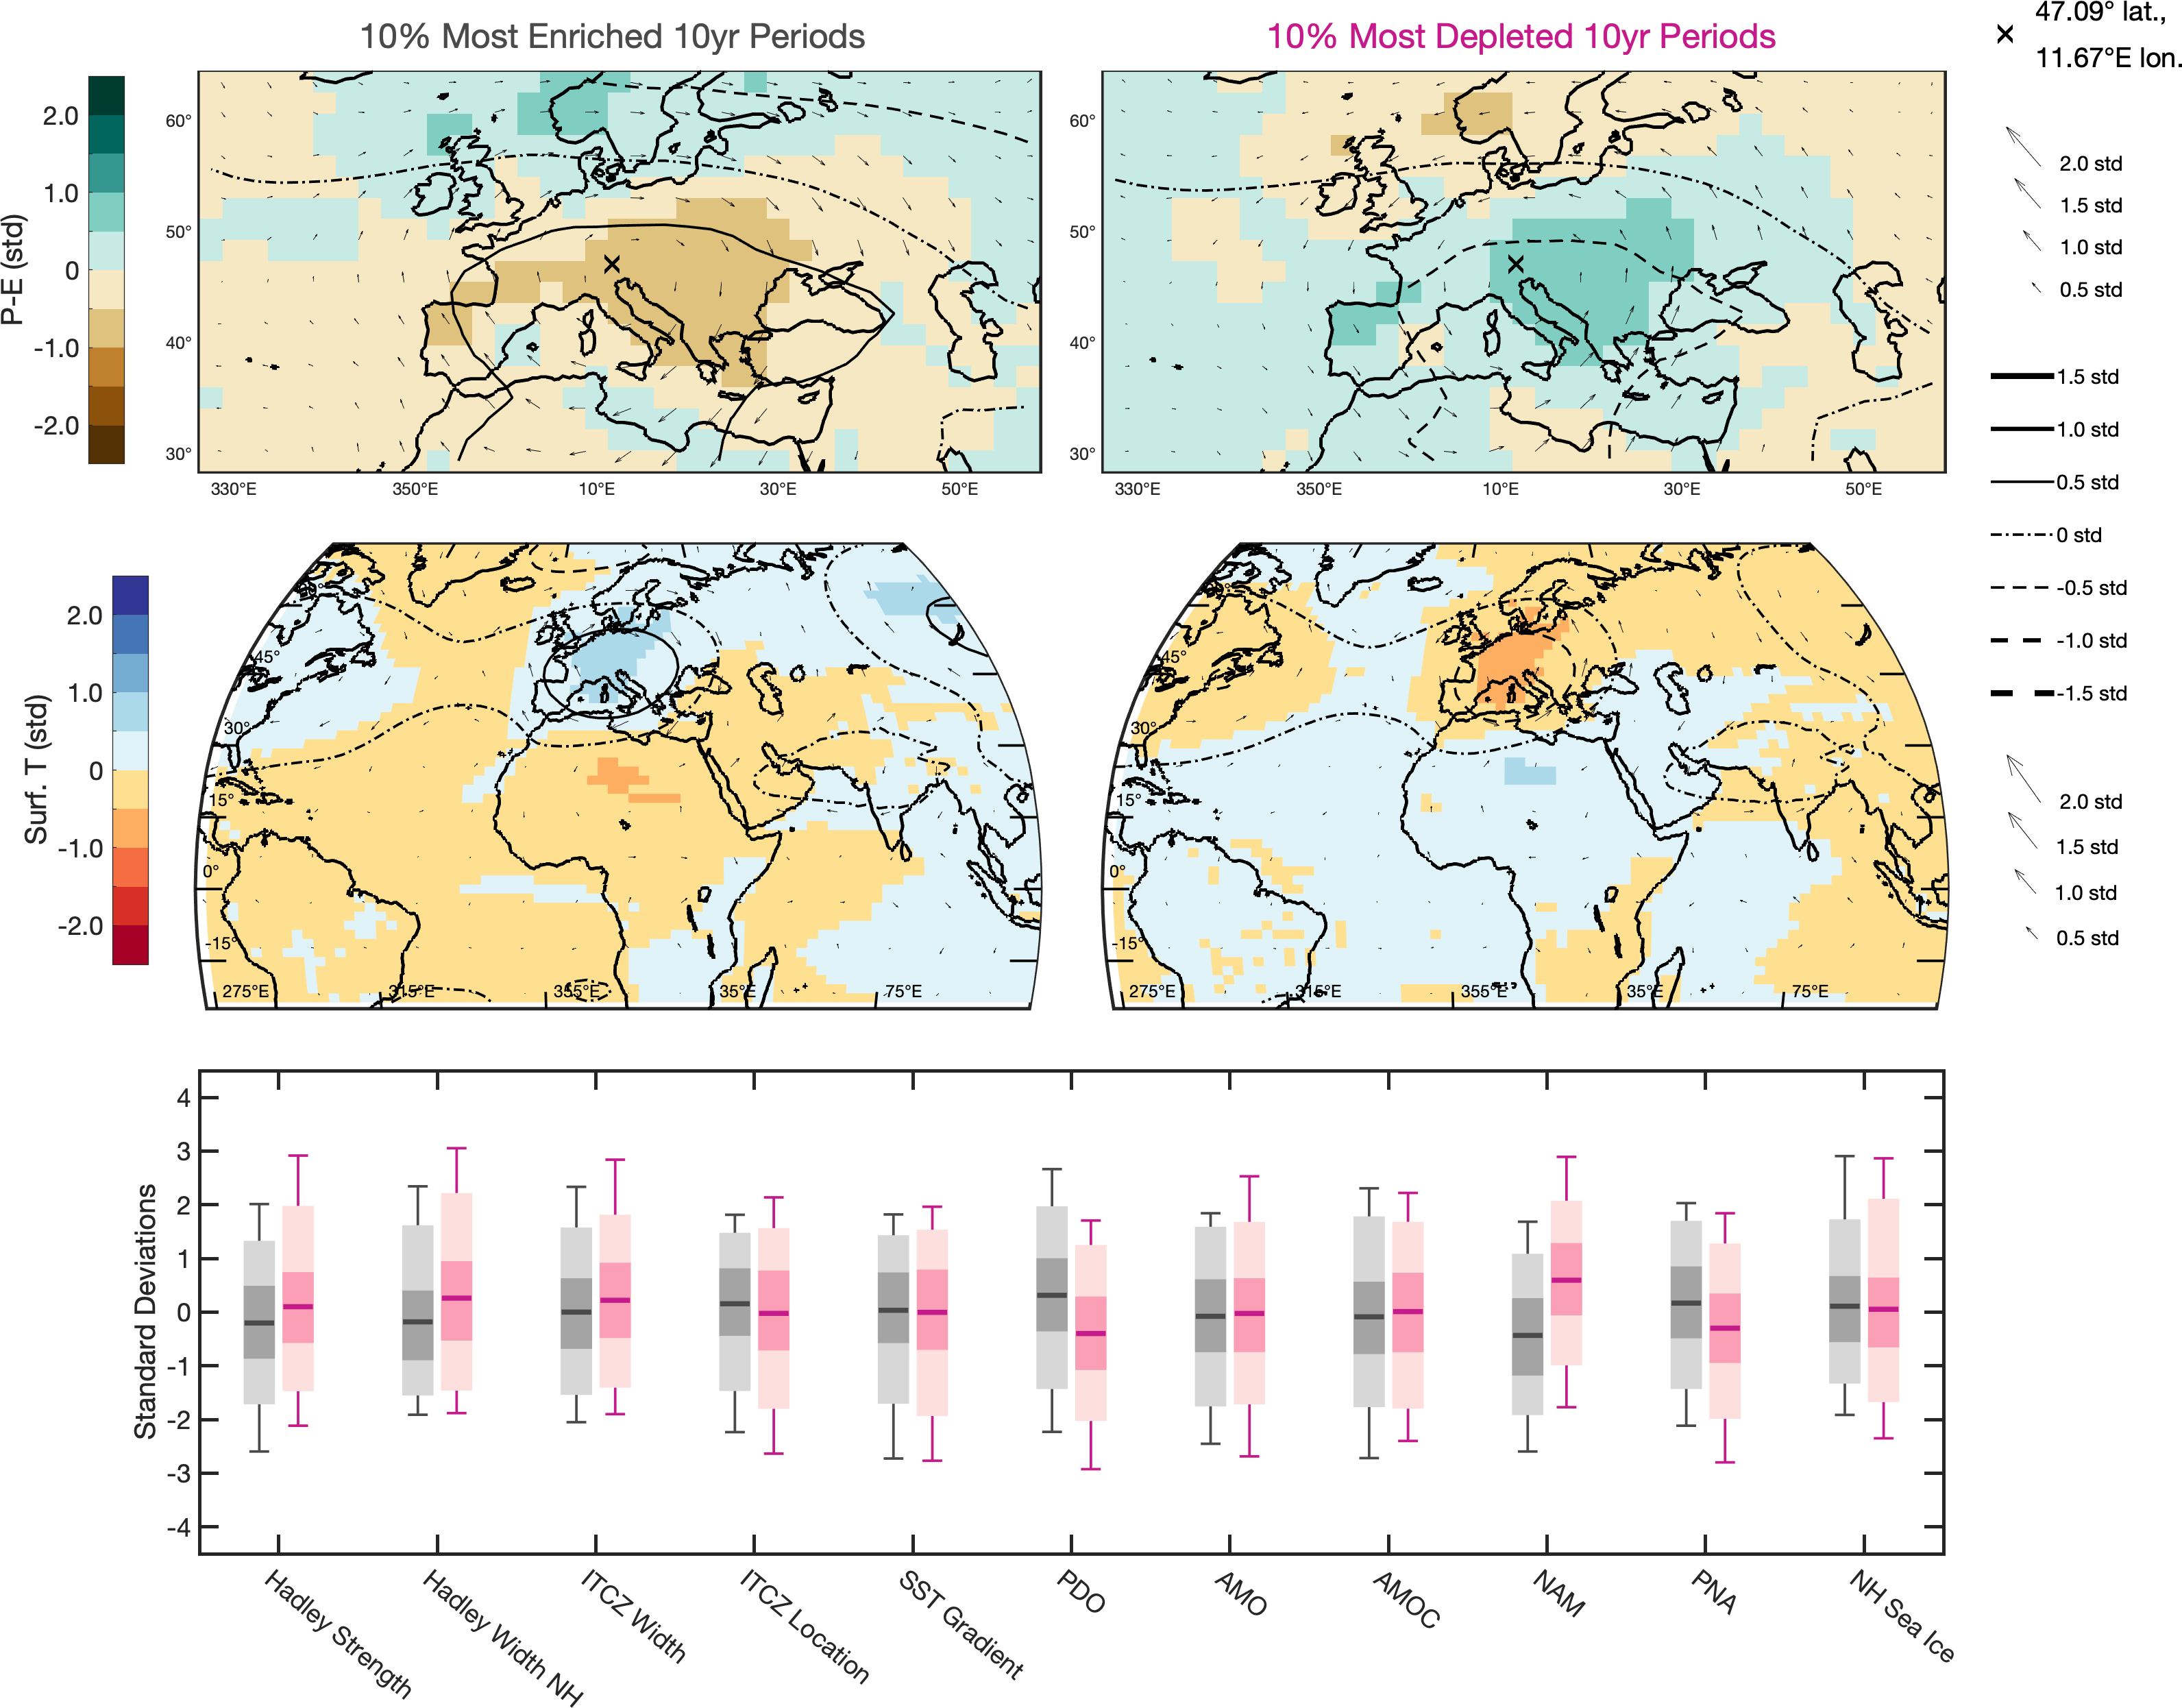 10% Most Enriched 10yr Periods
10% Most Depleted 10yr Periods
47.09° lat.,
11.67°E lon.
P-E (std)
2.0
1.0
0
-1.0
-2.0
60°
50°
40°
30°
330°E
350°E
10°E
30°E
50°E
60°
50°
40°
30°
330°E
350°E
10°E
30°E
50°E
2.0 std
1.5 std
1.0 std
0.5 std
1.5 std
1.0 std
0.5 std
0 std
-0.5 std
-1.0 std
-1.5 std
Surf. T (std)
2.0
1.0
0
-1.0
-2.0
45°
30°
15°
0°
-15°
275°E
315°E
355°E
35°E
75°E
45°
30°
15°
0°
-15°
275°E
315°E
355°E
35°E
75°E
2.0 std
1.5 std
1.0 std
0.5 std
Standard Deviations
4
3
2
1
0
-1
-2
-3
-4
Hadley Strength
Hadley Width NH
ITCZ Width
ITCZ Location
SST Gradient
PDO
AMO
AMOC
NAM
PNA
NH Sea Ice